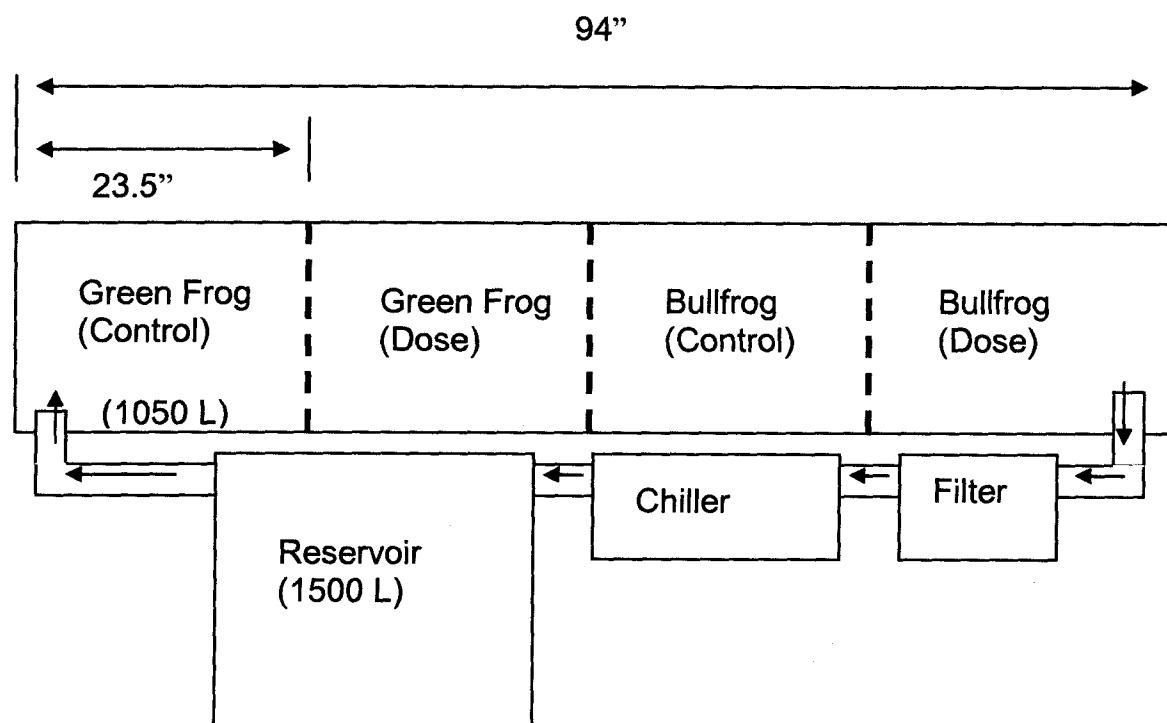 94”
23.5”
Green Frog
(Control)
Green Frog
(Dose)
Bullfrog
(Control)
Bullfrog
(Dose)
(1050 L)
Chiller
Filter
Reservoir
(1500 L)